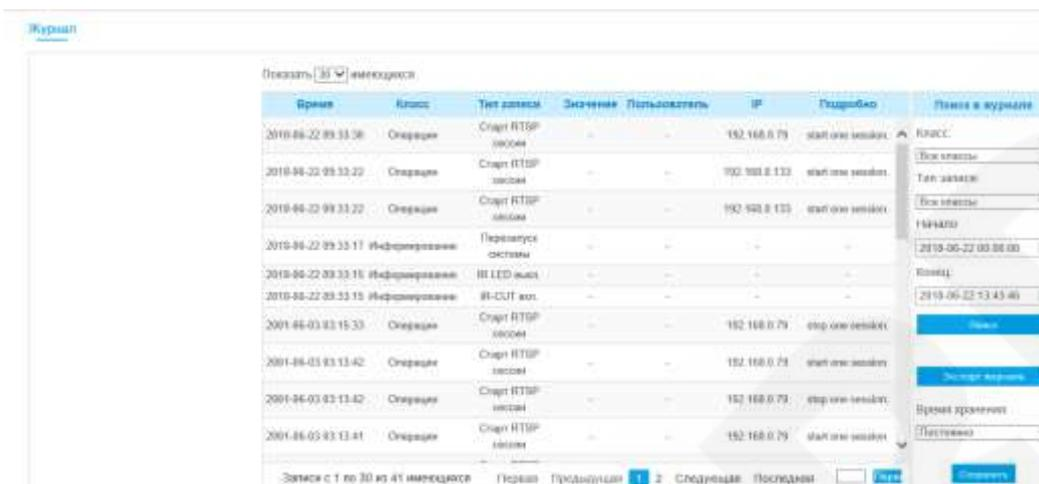 Журнал
Показать 30 имеющихся
Время Класс Тип записи Значение Пользователь IP Подробно
2018-06-22 09:33:38 Операции Старт RTSP сессии - - 192.168.0.79 start one session.
2018-06-22 09:33:22 Операции Старт RTSP сессии - - 192.168.0.133 start one session.
2018-06-22 09:33:22 Операции Старт RTSP сессии - - 192.168.0.133 start one session.
2018-06-22 09:33:17 Информирование Перезапуск системы - - - -
2018-06-22 09:33:15 Информирование IR LED выкл. - - - -
2018-06-22 09:33:15 Информирование IR-CUT вкл. - - - -
2001-06-03 03:15:33 Операции Старт RTSP сессии - - 192.168.0.79 stop one session.
2001-06-03 03:13:42 Операции Старт RTSP сессии - - 192.168.0.79 start one session.
2001-06-03 03:13:42 Операции Старт RTSP сессии - - 192.168.0.79 stop one session.
2001-06-03 03:13:41 Операции Старт RTSP сессии - - 192.168.0.79 start one session.
Записи с 1 по 30 из 41 имеющихся Первая Предыдущая 1 2 Следующая Последняя
Поиск в журнале
Класс:
Все классы
Тип записи:
Все классы
Начало:
2018-06-22 00:00:00
Конец:
2018-06-22 13:43:46
Поиск
Экспорт журнала
Время хранения:
Постоянно
Сохранить